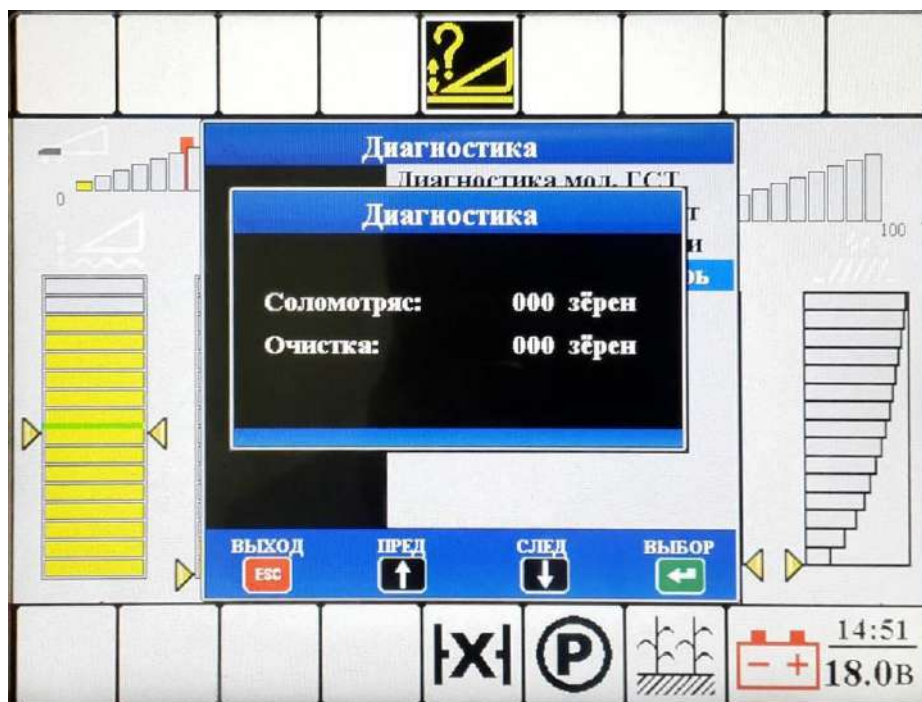 ?
Диагностика
Диагностика мод. ГСТ
0
Диагностика
т
и
100
ь
Соломотряс: 000 зёрен
Очистка: 000 зёрен
ВЫХОД ПРЕД СЛЕД ВЫБОР
ESC
X P
14:51
- +
18.0В